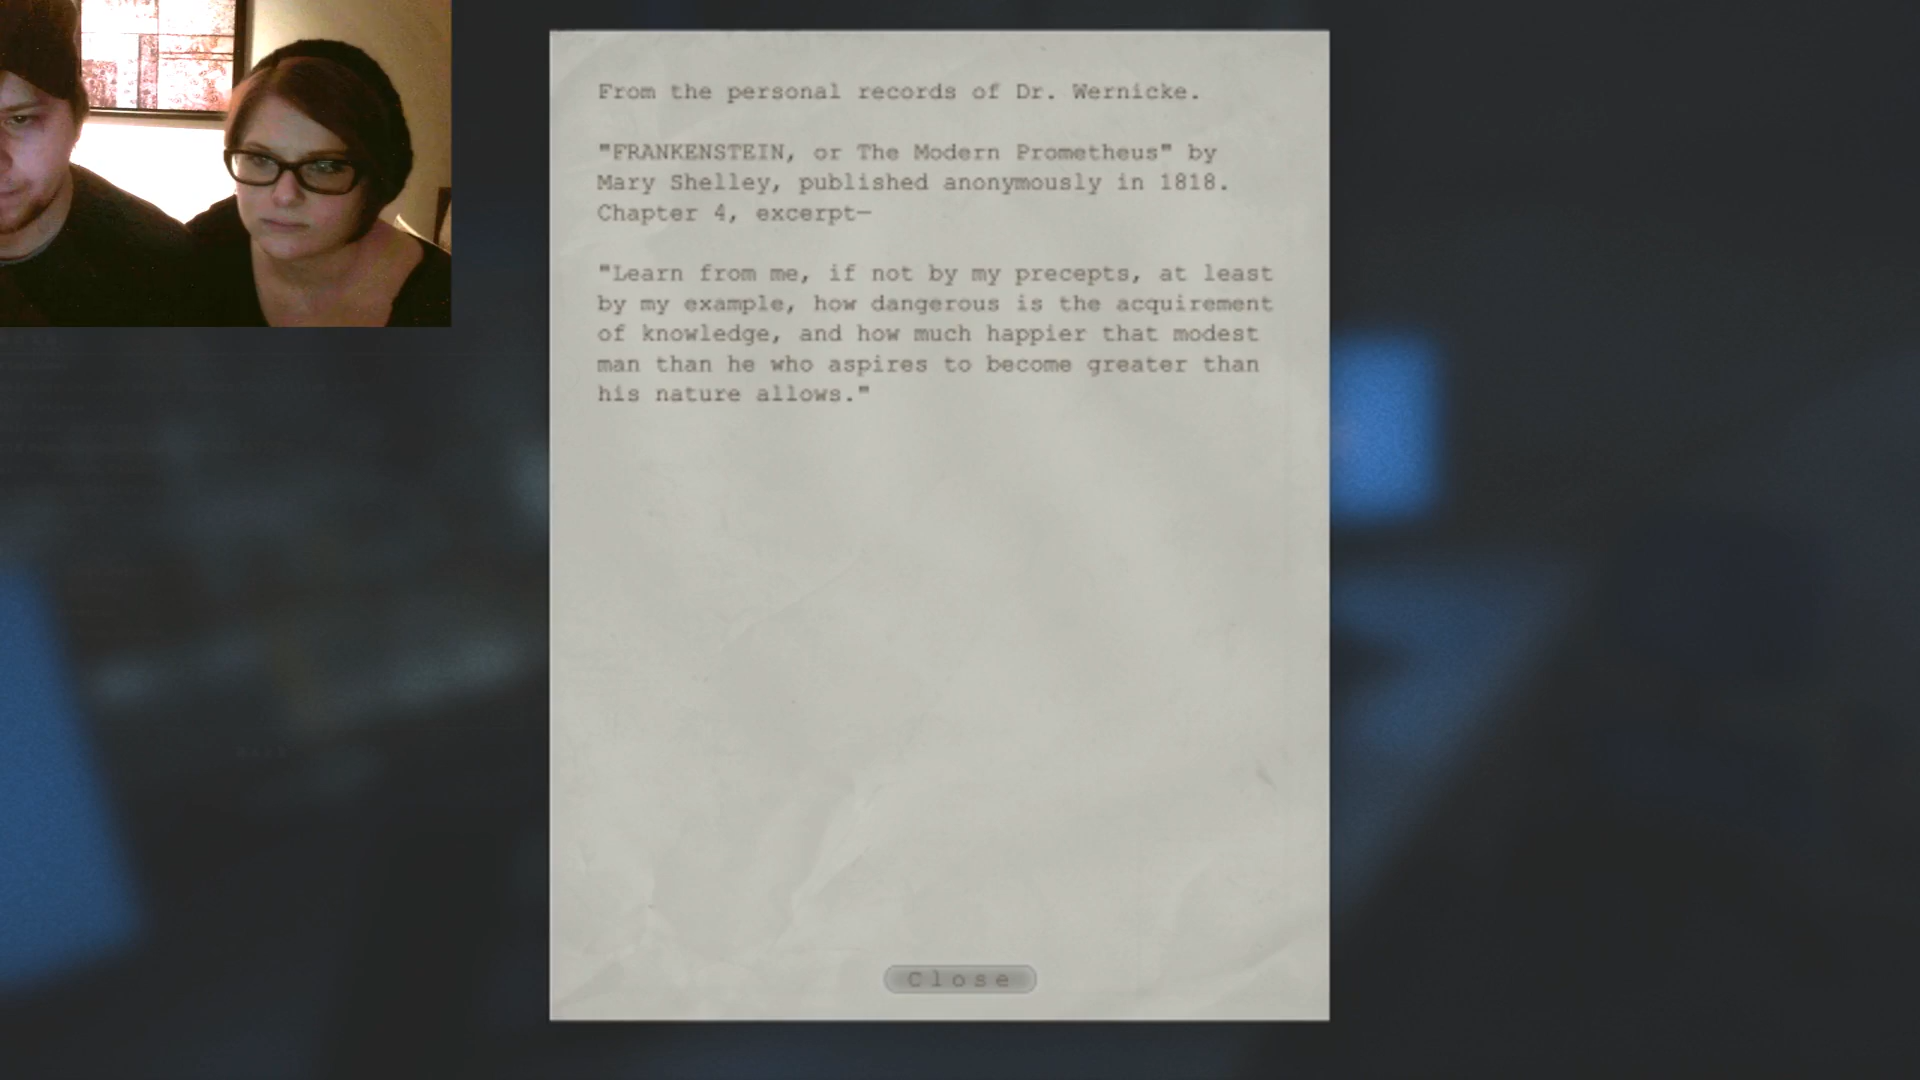 From the personal records of Dr. Wernicke.
"FRANKENSTEIN, or The Modern Prometheus" by
Mary Shelley, published anonymously in 1818.
Chapter 4, excerpt—
"Learn from me, if not by my precepts, at least
by my example, how dangerous is the acquirement
of knowledge, and how much happier that modest
man than he who aspires to become greater than
his nature allows."
Close